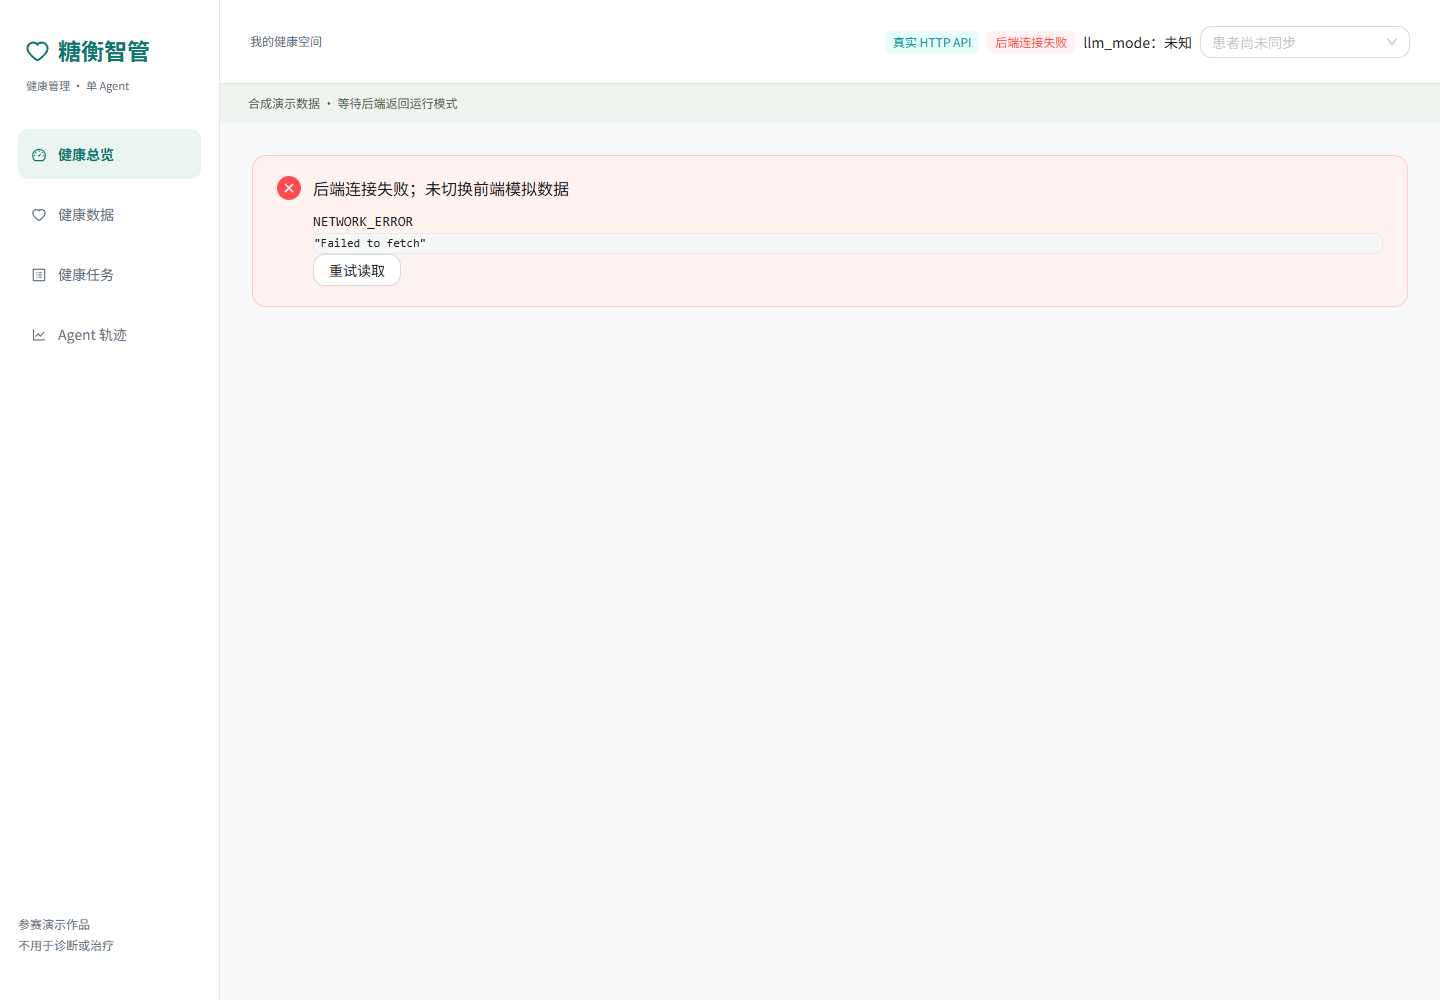 糖衡智管
健康管理 · 单 Agent
健康总览
健康数据
健康任务
Agent 轨迹
参赛演示作品
不用于诊断或治疗
我的健康空间
真实 HTTP API
后端连接失败
llm_mode：未知
患者尚未同步
合成演示数据 · 等待后端返回运行模式
后端连接失败；未切换前端模拟数据
NETWORK_ERROR
"Failed to fetch"
重试读取